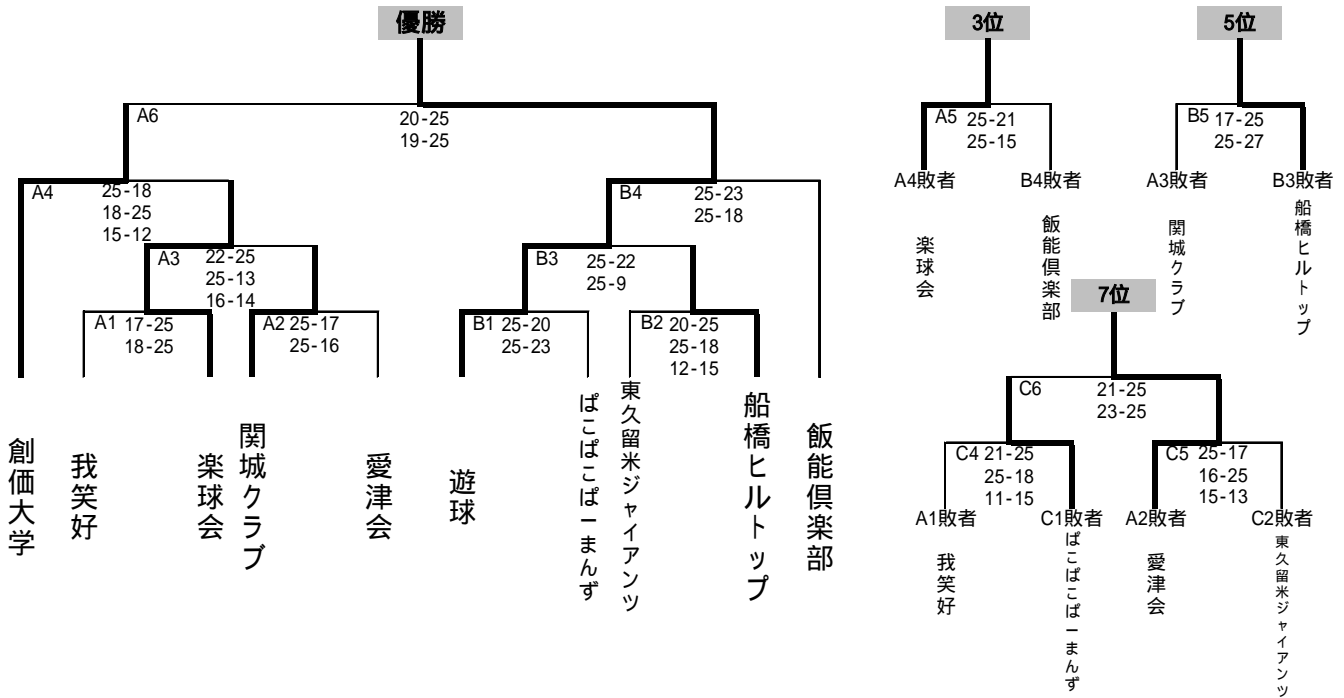 優勝
A6
20-25
19-25
A4
25-18
18-25
15-12
B4
25-23
25-18
A3
22-25
25-13
16-14
B3
25-22
25-9
A1
17-25
18-25
A2
25-17
25-16
B1
25-20
25-23
B2
20-25
25-18
12-15
創価大学
我笑好
楽球会
関城クラブ
愛津会
遊球
ぱこぱこぱーまんず
東久留米ジャイアンツ
船橋ヒルトップ
飯能倶楽部
3位
A5
25-21
25-15
A4敗者
B4敗者
楽球会
飯能倶楽部
5位
B5
17-25
25-27
A3敗者
B3敗者
関城クラブ
船橋ヒルトップ
7位
C6
21-25
23-25
C4
21-25
25-18
11-15
C5
25-17
16-25
15-13
A1敗者
C1敗者
A2敗者
C2敗者
我笑好
ぱこぱこぱーまんず
愛津会
東久留米ジャイアンツ